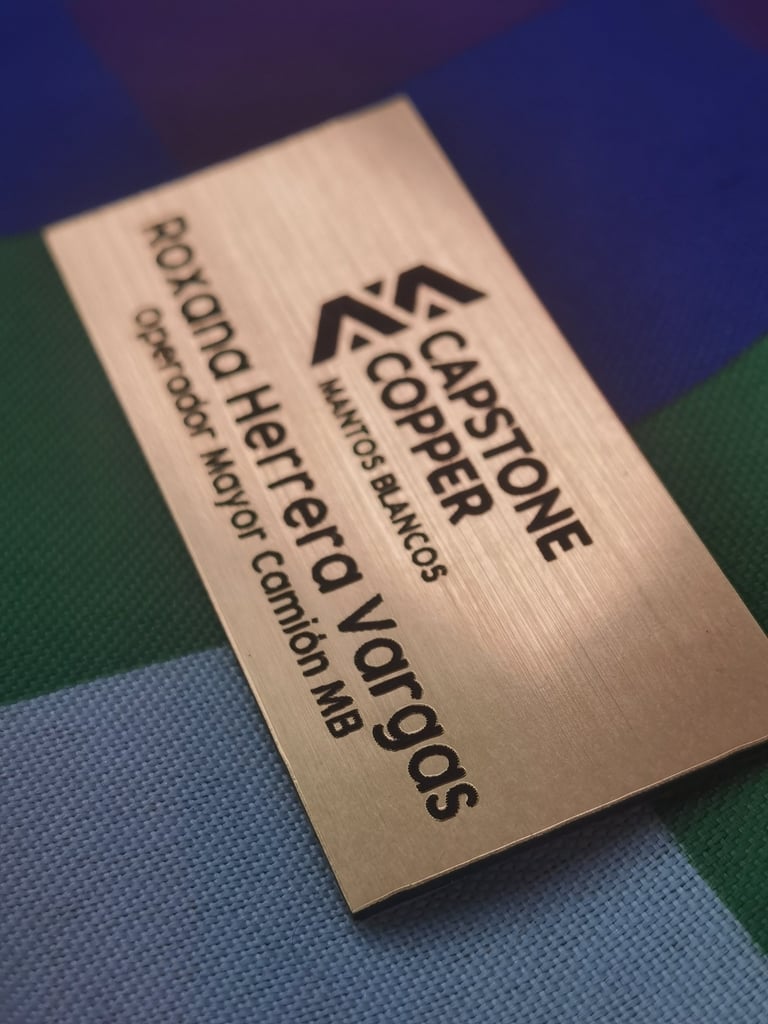 CAPSTONE
COPPER
MANTOS BLANCOS
Roxana Herrera Vargas
Operador Mayor Camión MB